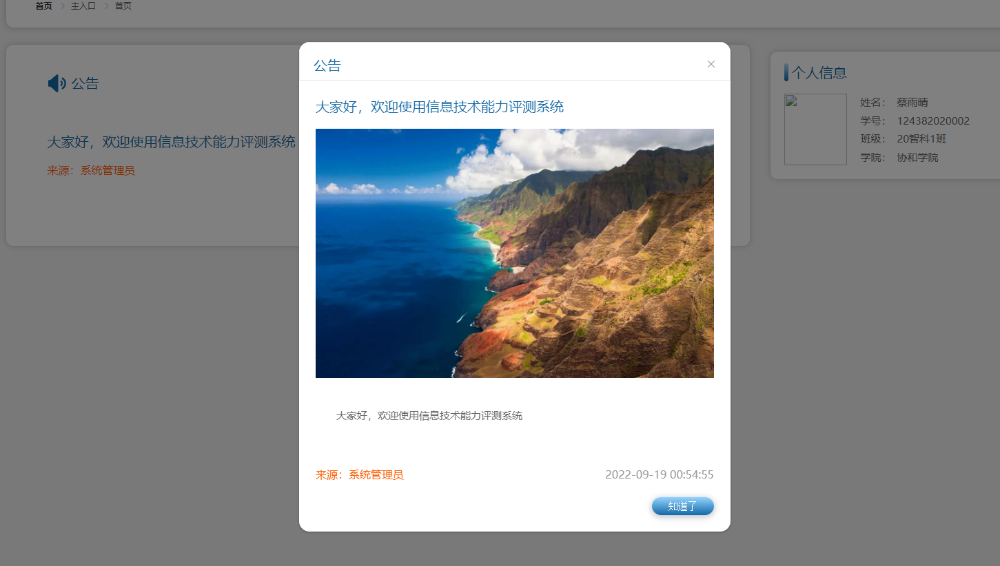 首页 > 主入口 > 首页
公告
大家好，欢迎使用信息技术能力评测系统
来源：系统管理员
公告
×
大家好，欢迎使用信息技术能力评测系统
大家好，欢迎使用信息技术能力评测系统
来源：系统管理员
2022-09-19 00:54:55
知道了
个人信息
姓名： 蔡雨晴
学号： 124382020002
班级： 20智科1班
学院： 协和学院